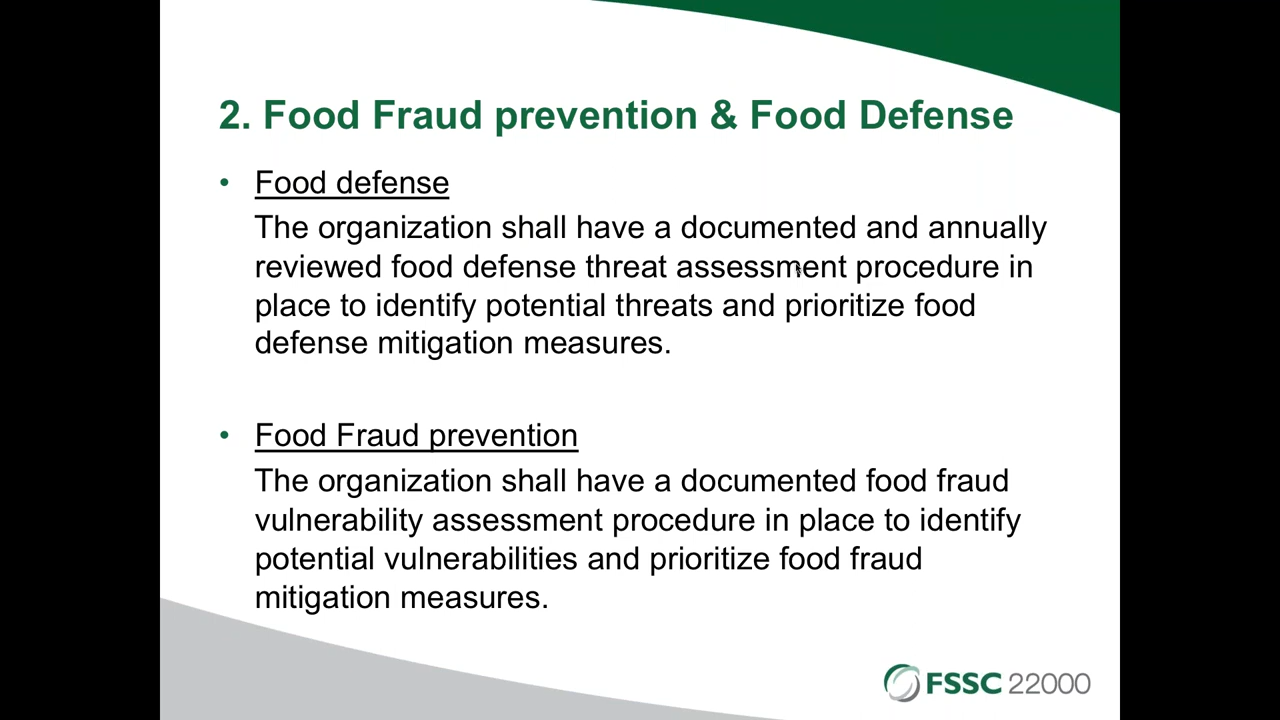 2. Food Fraud prevention & Food Defense
• Food defense
The organization shall have a documented and annually
reviewed food defense threat assessment procedure in
place to identify potential threats and prioritize food
defense mitigation measures.
• Food Fraud prevention
The organization shall have a documented food fraud
vulnerability assessment procedure in place to identify
potential vulnerabilities and prioritize food fraud
mitigation measures.
FSSC 22000